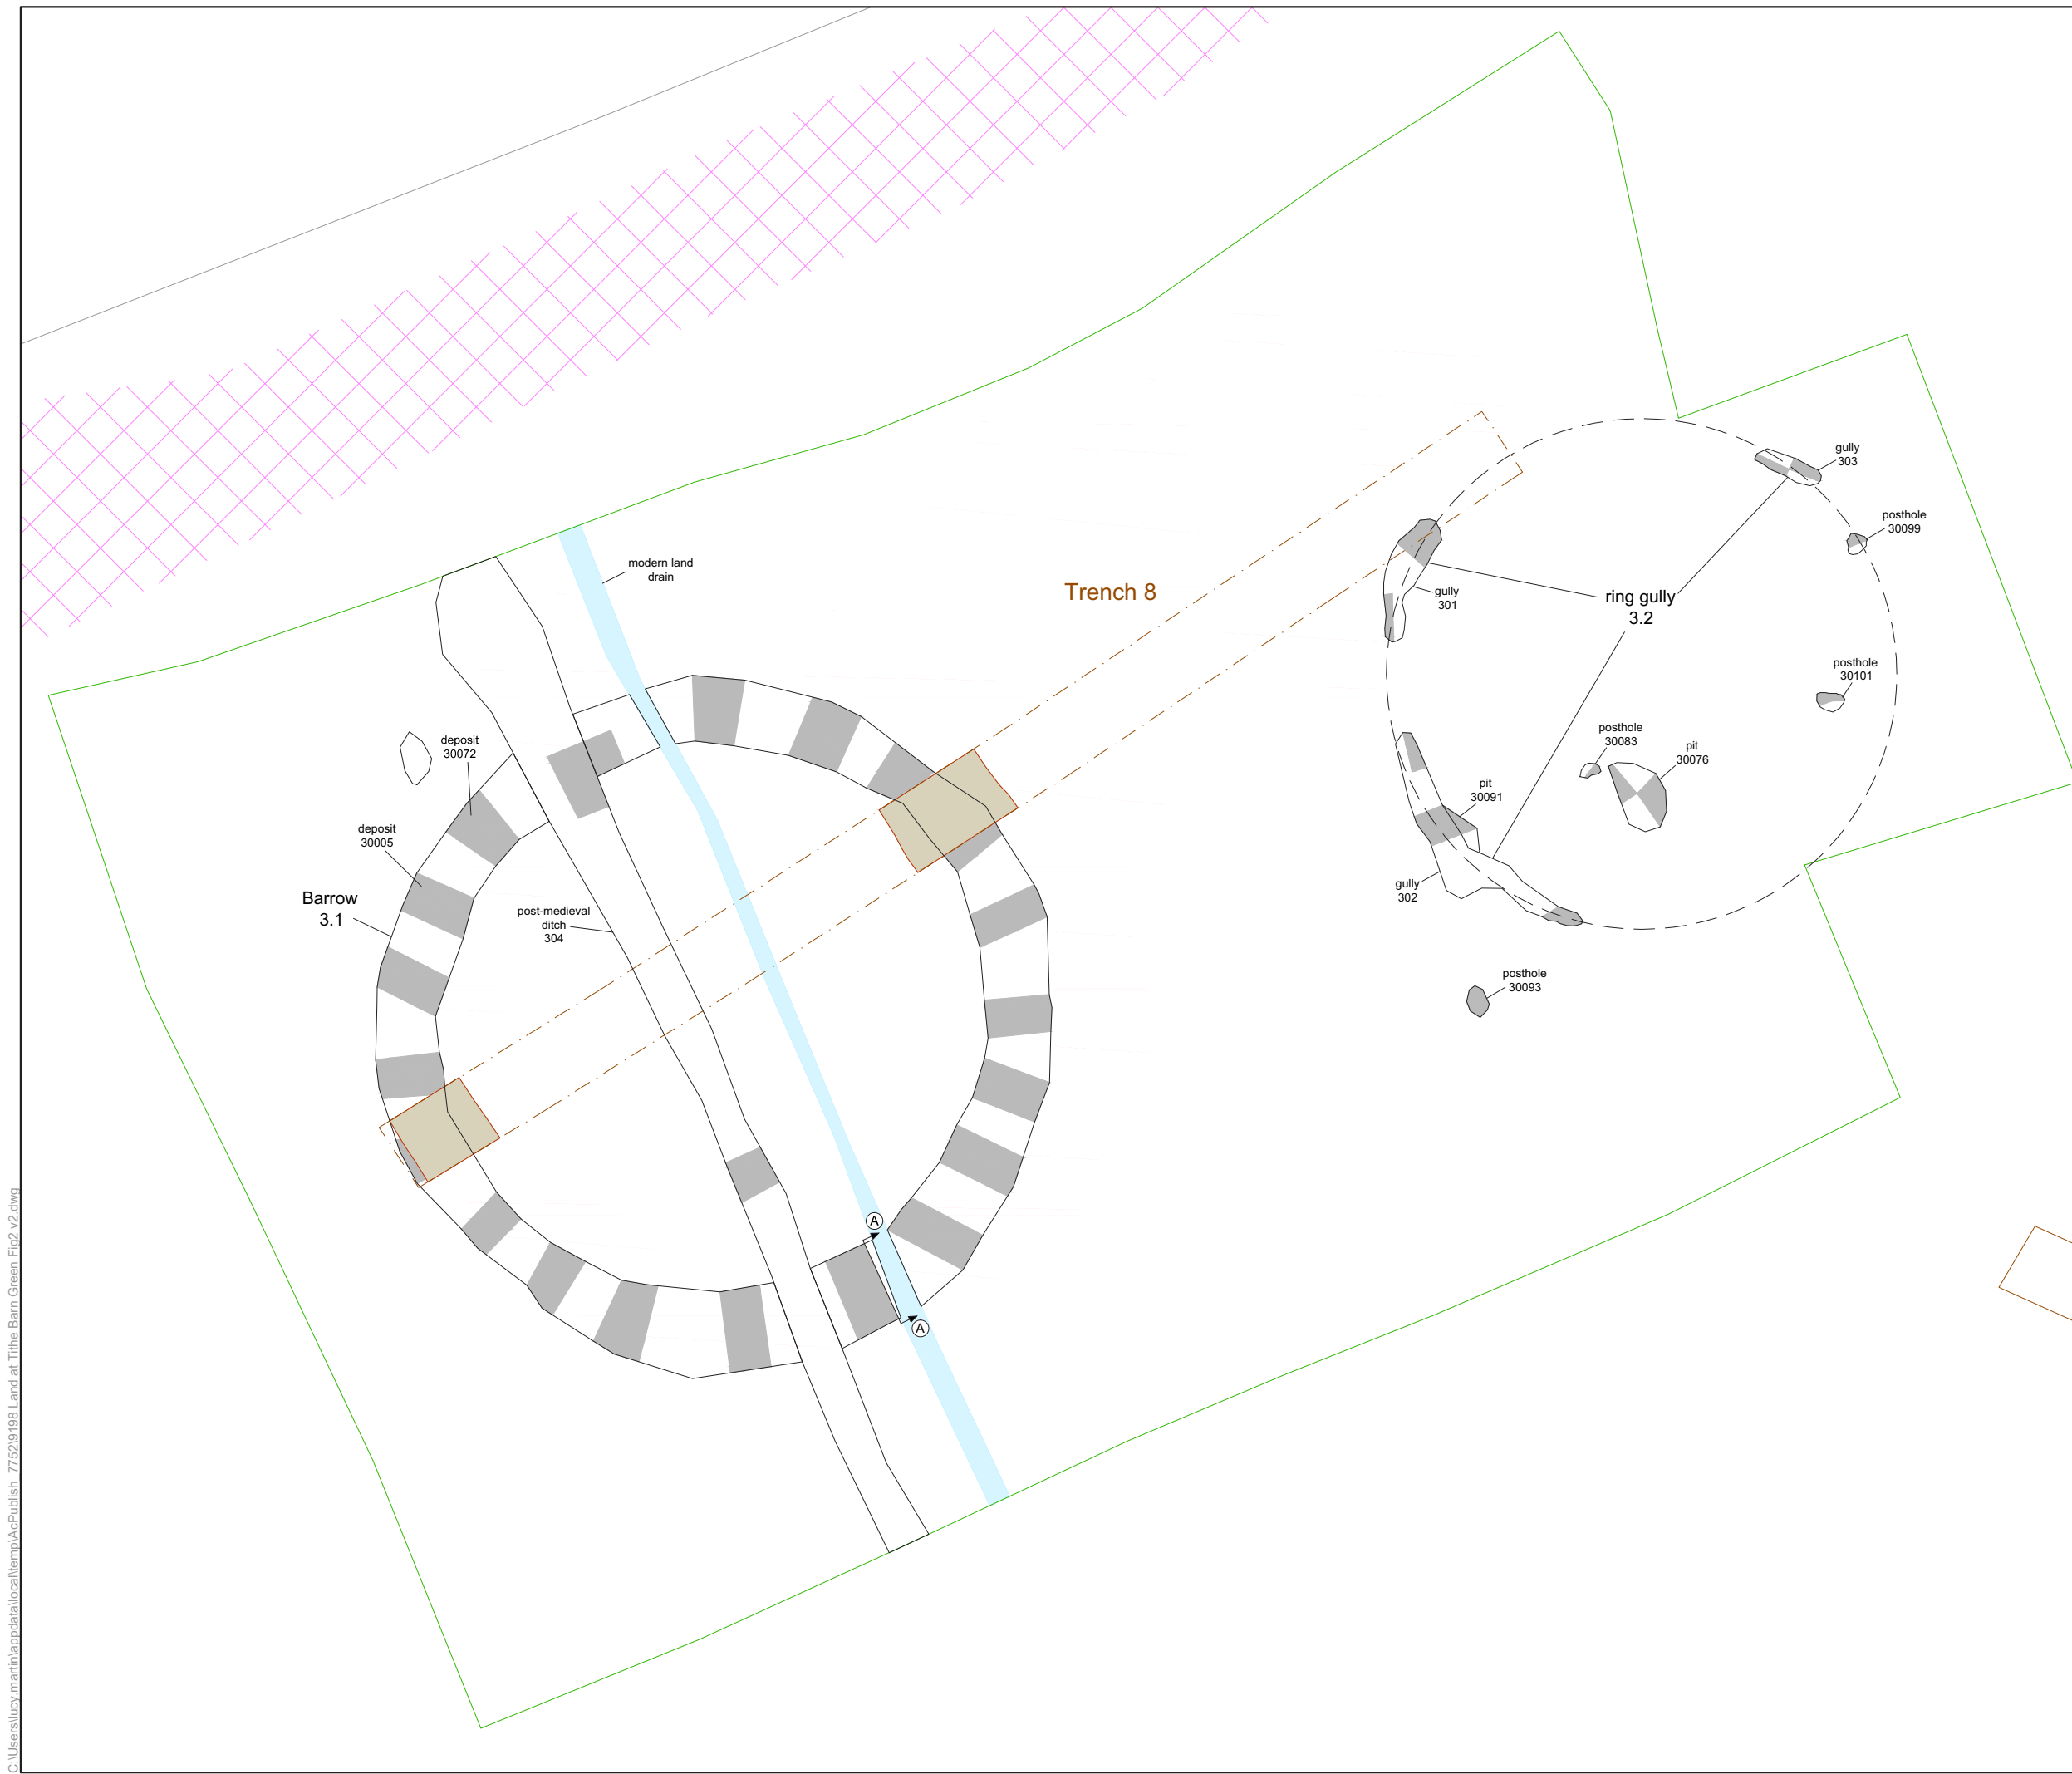 gully
303
posthole
30099
modern land
drain
Trench 8
gully
301
ring gully
3.2
posthole
30101
deposit
30072
posthole
30083
pit
30076
pit
30091
deposit
30005
Barrow
3.1
post-medieval
ditch
304
gully
302
posthole
30093
A
A
C:\Users\lucy.martin\appdata\local\temp\AcPublish_7752\9198 Land at Tithe Barn Green Fig2 v2.dwg